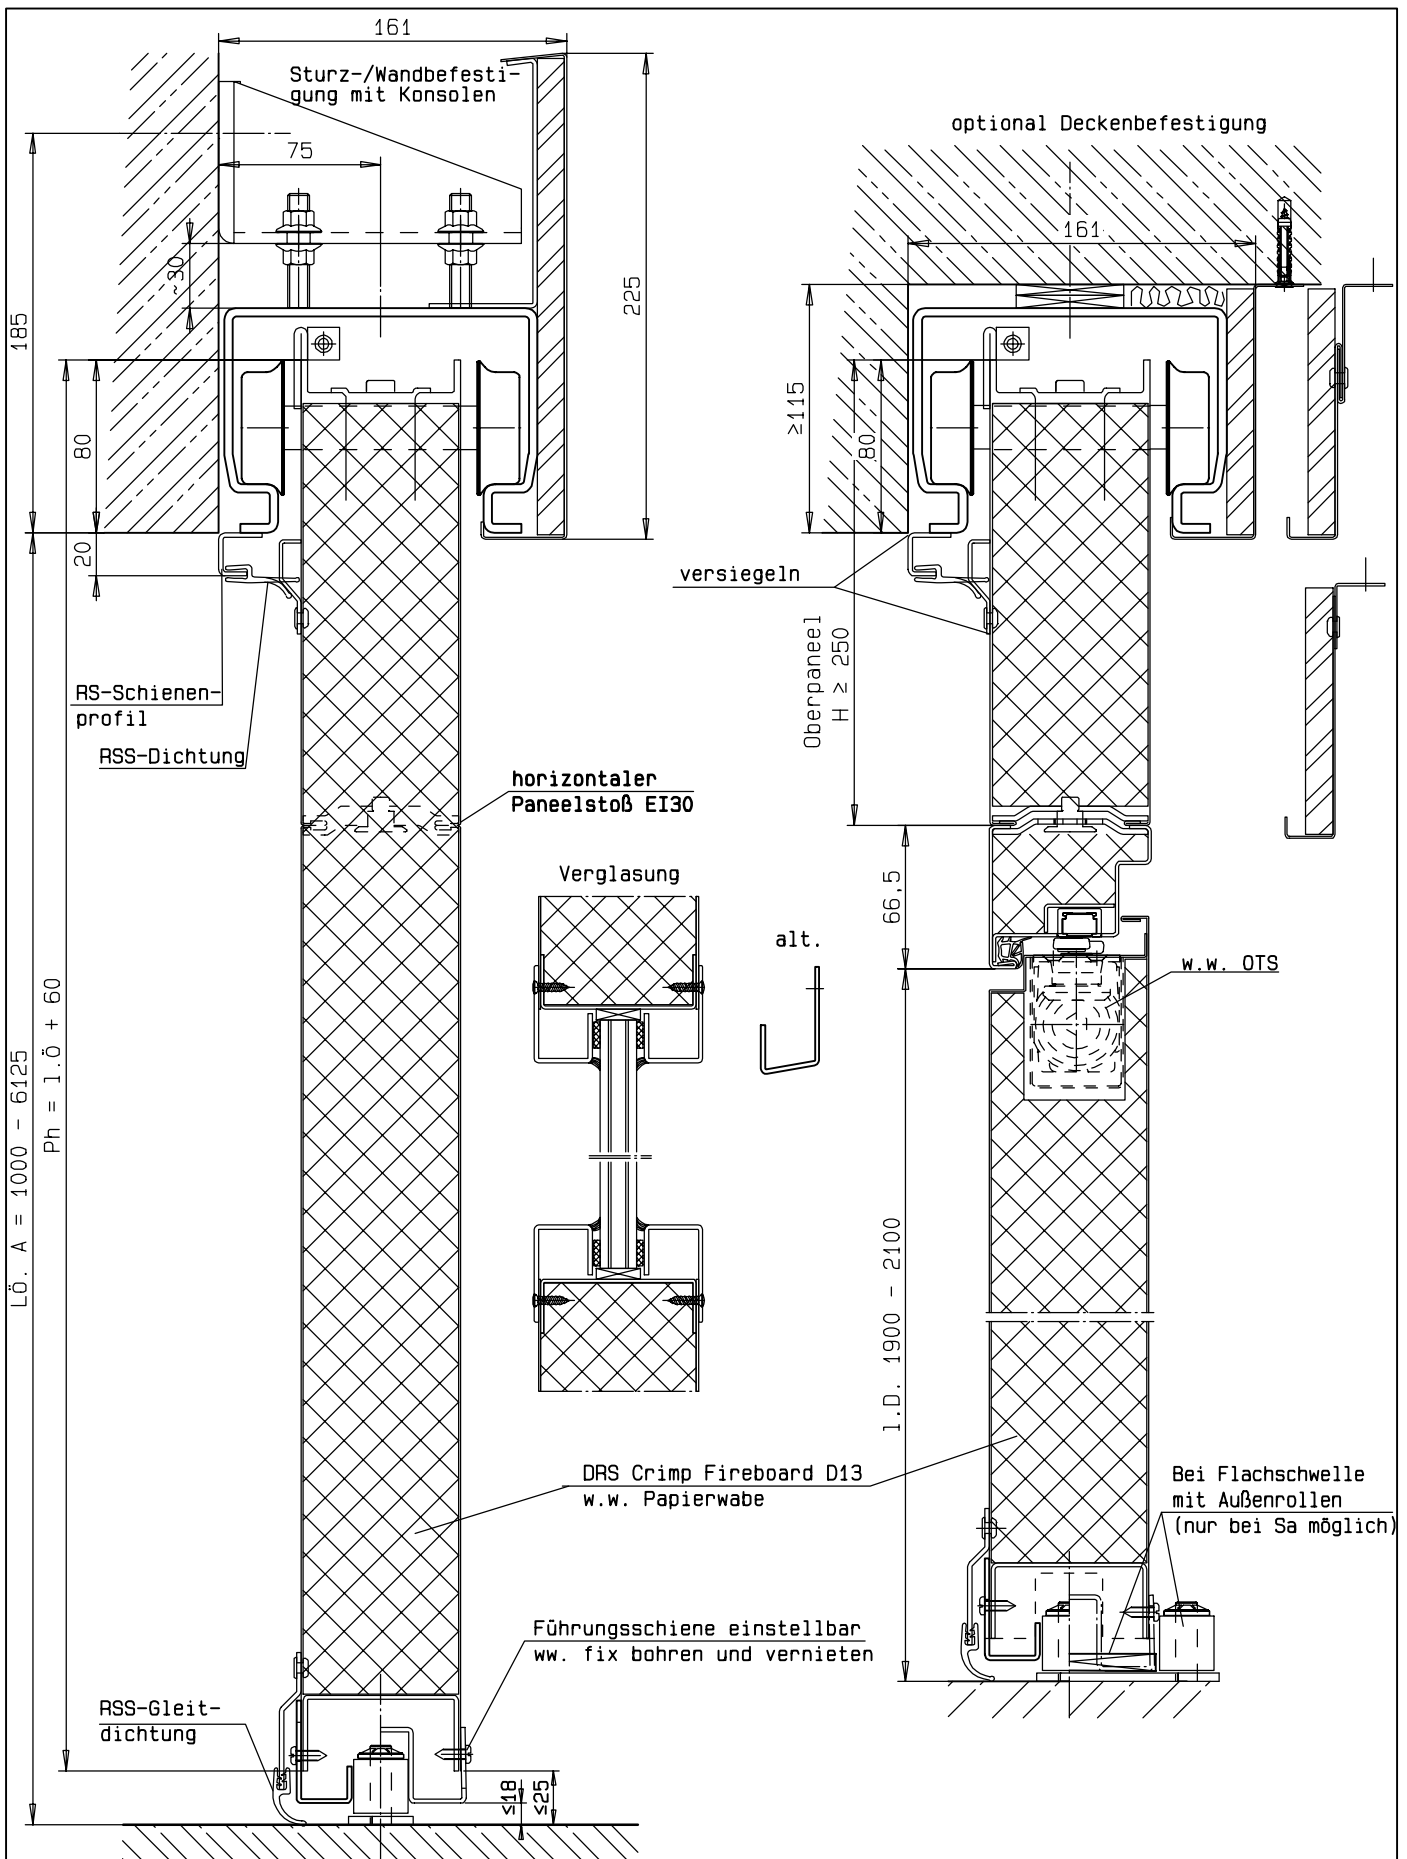 161
Sturz-/Wandbefesti-
gung mit Konsolen
75
~30
185
225
80
20
optional Deckenbefestigung
161
≥115
80
versiegeln
Oberpaneel
H ≥ 250
RS-Schienen-
profil
RSS-Dichtung
horizontaler
Paneelstoß EI30
Verglasung
alt.
66,5
w.w. OTS
LÖ. A = 1000 - 6125
Ph = l.Ö + 60
l.D. 1900 - 2100
DRS Crimp Fireboard D13
w.w. Papierwabe
Bei Flachschwelle
mit Außenrollen
(nur bei Sa möglich)
Führungsschiene einstellbar
ww. fix bohren und vernieten
RSS-Gleit-
dichtung
≤18
≤25